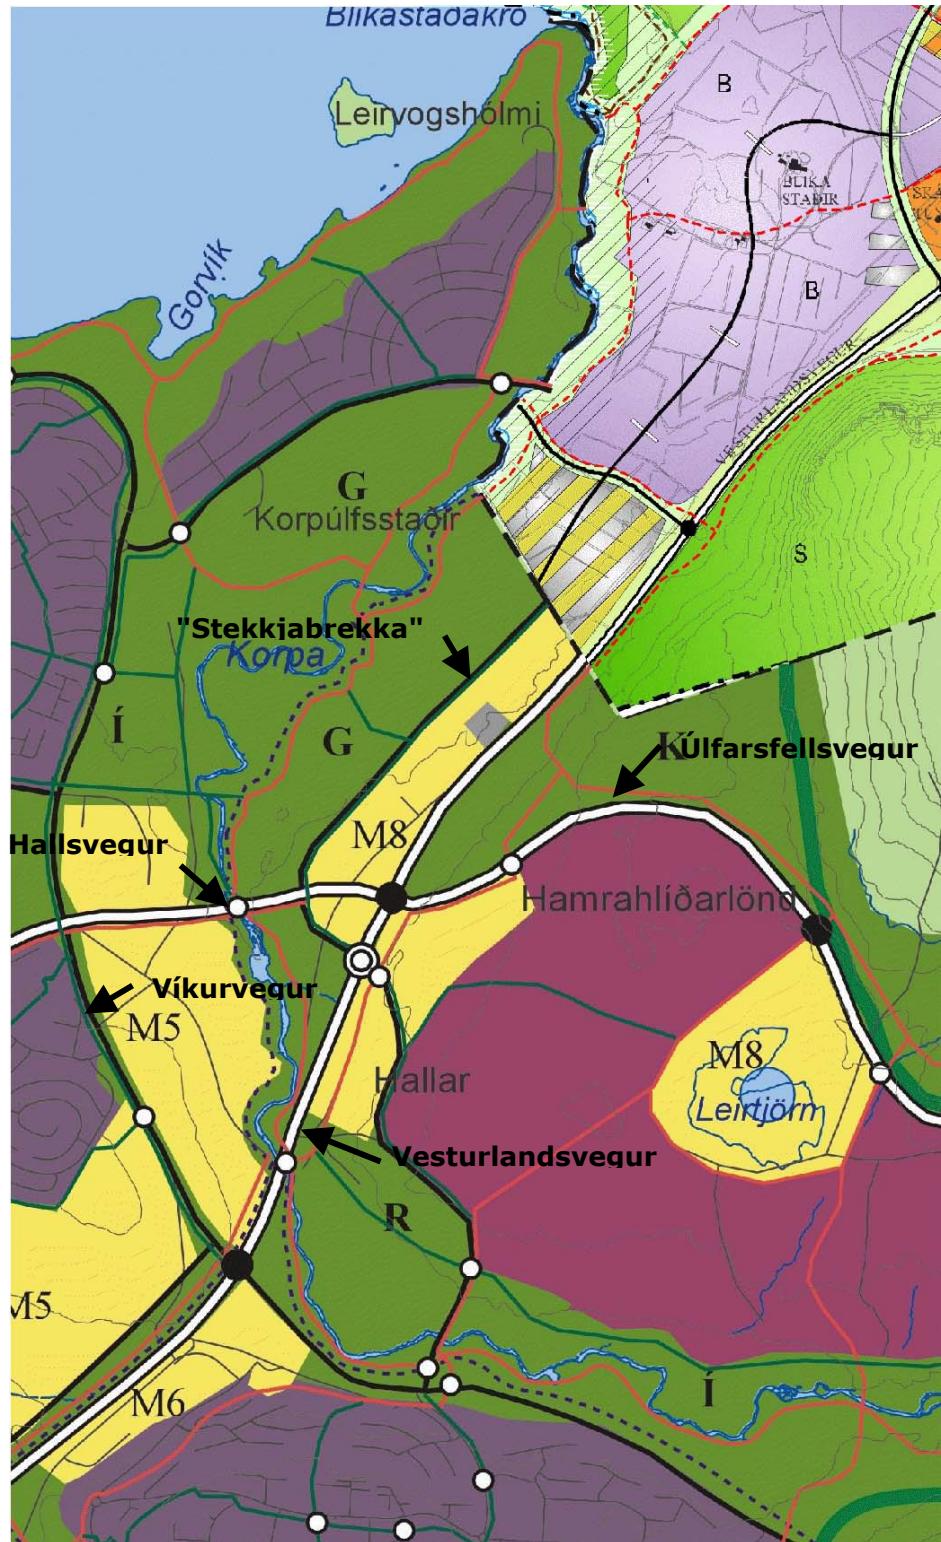 Blikastaðakró
Leirvogshólmi
B
BLIKA
STAÐIR
B
Gorvík
VESTURLANDSVEGUR
G
Korpúlfsstaðir
S
"Stekkjabrekka"
Korpa
Í
G
K
Úlfarsfellsvegur
M8
Hallsvegur
Hamrahlíðarlönd
Víkurvegur
M5
M8
Hallar
Leirtjörn
Vesturlandsvegur
R
M5
Í
M6